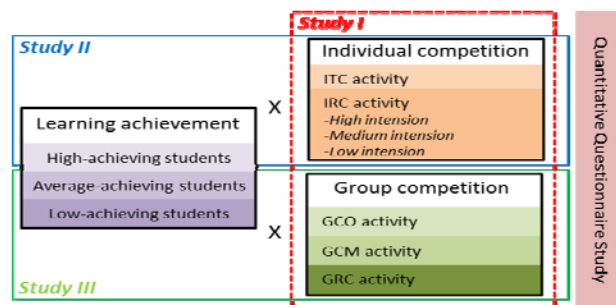 Study I
Study II
Individual competition
ITC activity
IRC activity
-High intension
-Medium intension
-Low intension
X
Learning achievement
High-achieving students
Average-achieving students
Low-achieving students
X
Group competition
GCO activity
GCM activity
GRC activity
Study III
Quantitative Questionnaire Study